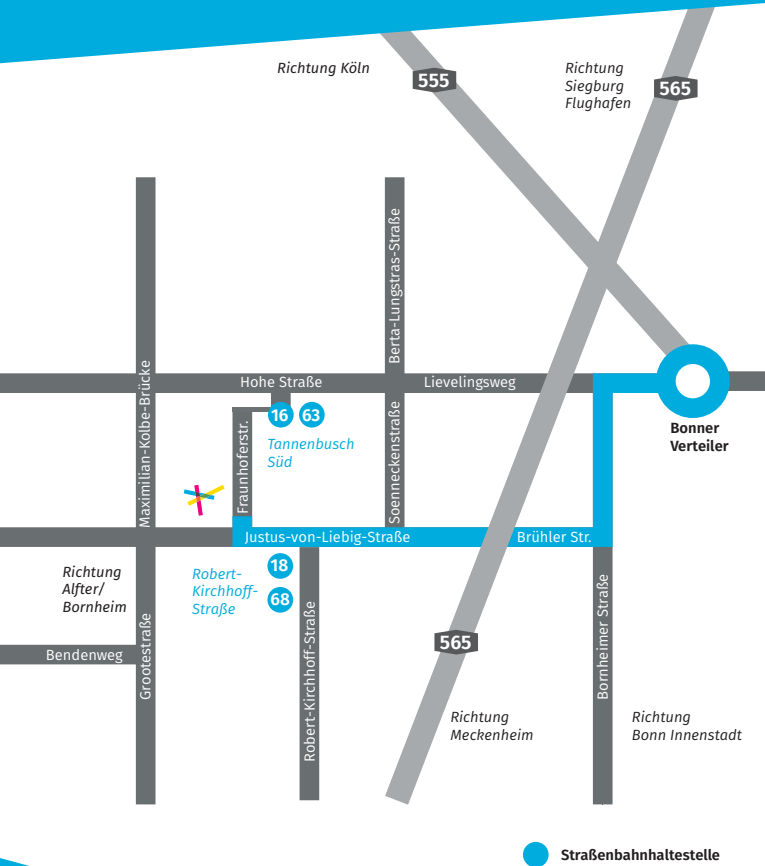 Richtung Köln
555
Richtung
Siegburg
Flughafen
565
Berta-Lungstras-Straße
Maximilian-Kolbe-Brücke
Hohe Straße
Lievelingsweg
Bonner
Verteiler
16
63
Tannenbusch
Süd
Fraunhoferstr.
Soenneckenstraße
Justus-von-Liebig-Straße
Brühler Str.
Richtung
Alfter/
Bornheim
Robert-
Kirchhoff-
Straße
18
68
Bendenweg
Grootestraße
Robert-Kirchhoff-Straße
565
Bornheimer Straße
Richtung
Meckenheim
Richtung
Bonn Innenstadt
Straßenbahnhaltestelle